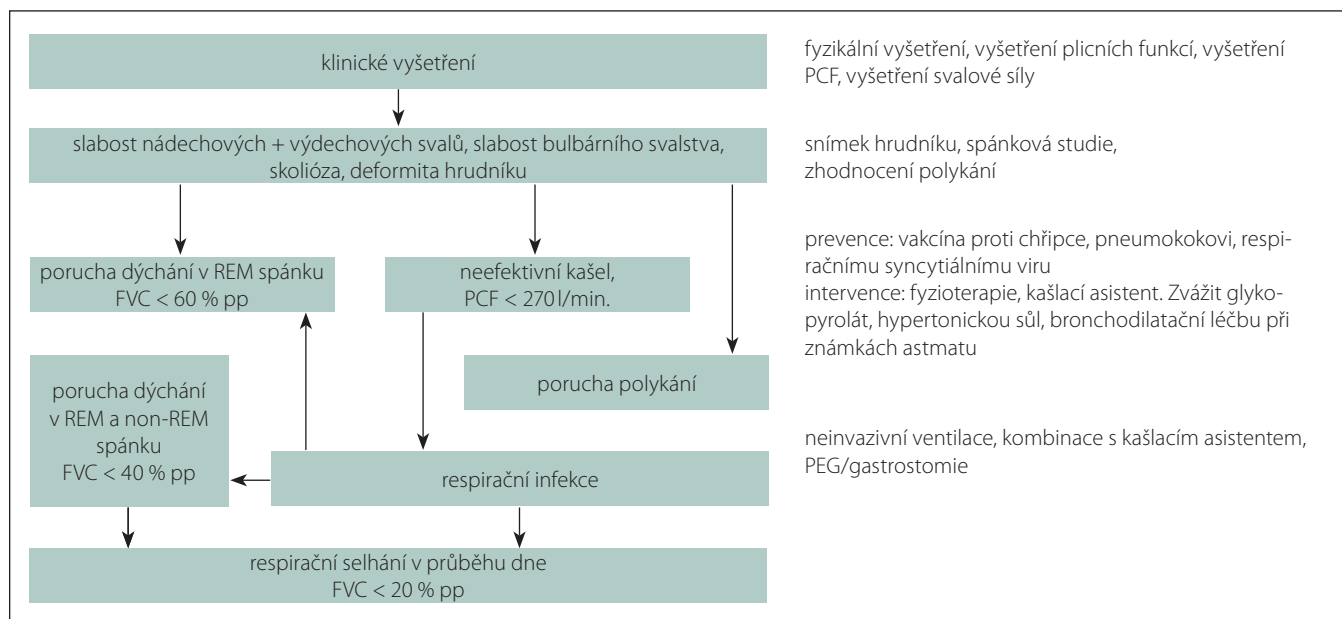 klinické vyšetření
fyzikální vyšetření, vyšetření plicních funkcí, vyšetření
PCF, vyšetření svalové síly
slabost nádechových + výdechových svalů, slabost bulbárního svalstva,
skolióza, deformita hrudníku
snímek hrudníku, spánková studie,
zhodnocení polykání
porucha dýchání v REM spánku
FVC < 60 % pp
neefektivní kašel,
PCF < 270 l/min.
prevence: vakcína proti chřipce, pneumokokovi, respi-
račnímu syncytiálnímu viru
intervence: fyzioterapie, kašlací asistent. Zvážit glyko-
pyrolát, hypertonickou sůl, bronchodilatační léčbu při
známkách astmatu
porucha dýchání
v REM a non-REM
spánku
FVC < 40 % pp
porucha polykání
respirační infekce
neinvazivní ventilace, kombinace s kašlacím asistentem,
PEG/gastrostomie
respirační selhání v průběhu dne
FVC < 20 % pp